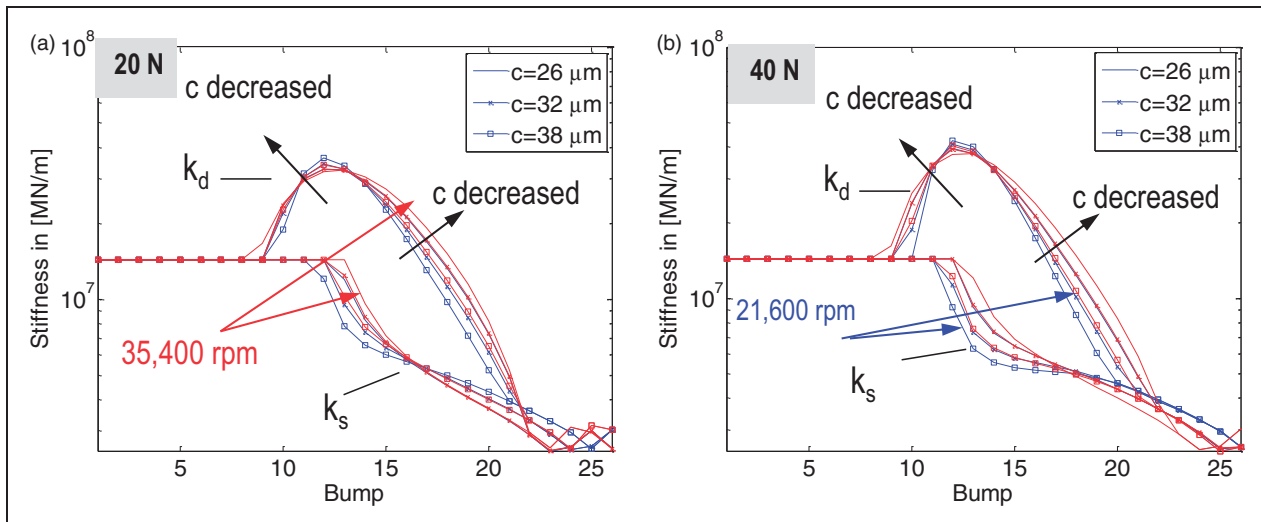 (a)
10^8
20 N
c decreased
c=26 μm
c=32 μm
c=38 μm
k_d
c decreased
Stiffness in [MN/m]
10^7
35,400 rpm
k_s
5 10 15 20 25
Bump
(b)
10^8
40 N
c decreased
c=26 μm
c=32 μm
c=38 μm
k_d
c decreased
Stiffness in [MN/m]
10^7
21,600 rpm
k_s
5 10 15 20 25
Bump